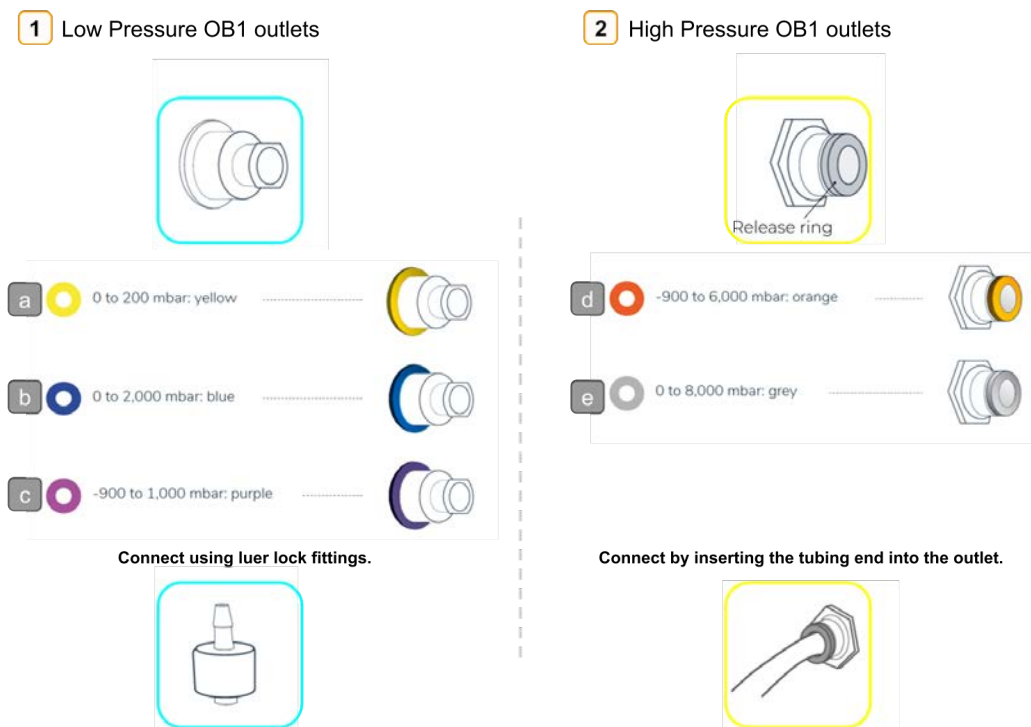 1 Low Pressure OB1 outlets
a 0 to 200 mbar: yellow
b 0 to 2,000 mbar: blue
c -900 to 1,000 mbar: purple
Connect using luer lock fittings.
2 High Pressure OB1 outlets
Release ring
d -900 to 6,000 mbar: orange
e 0 to 8,000 mbar: grey
Connect by inserting the tubing end into the outlet.